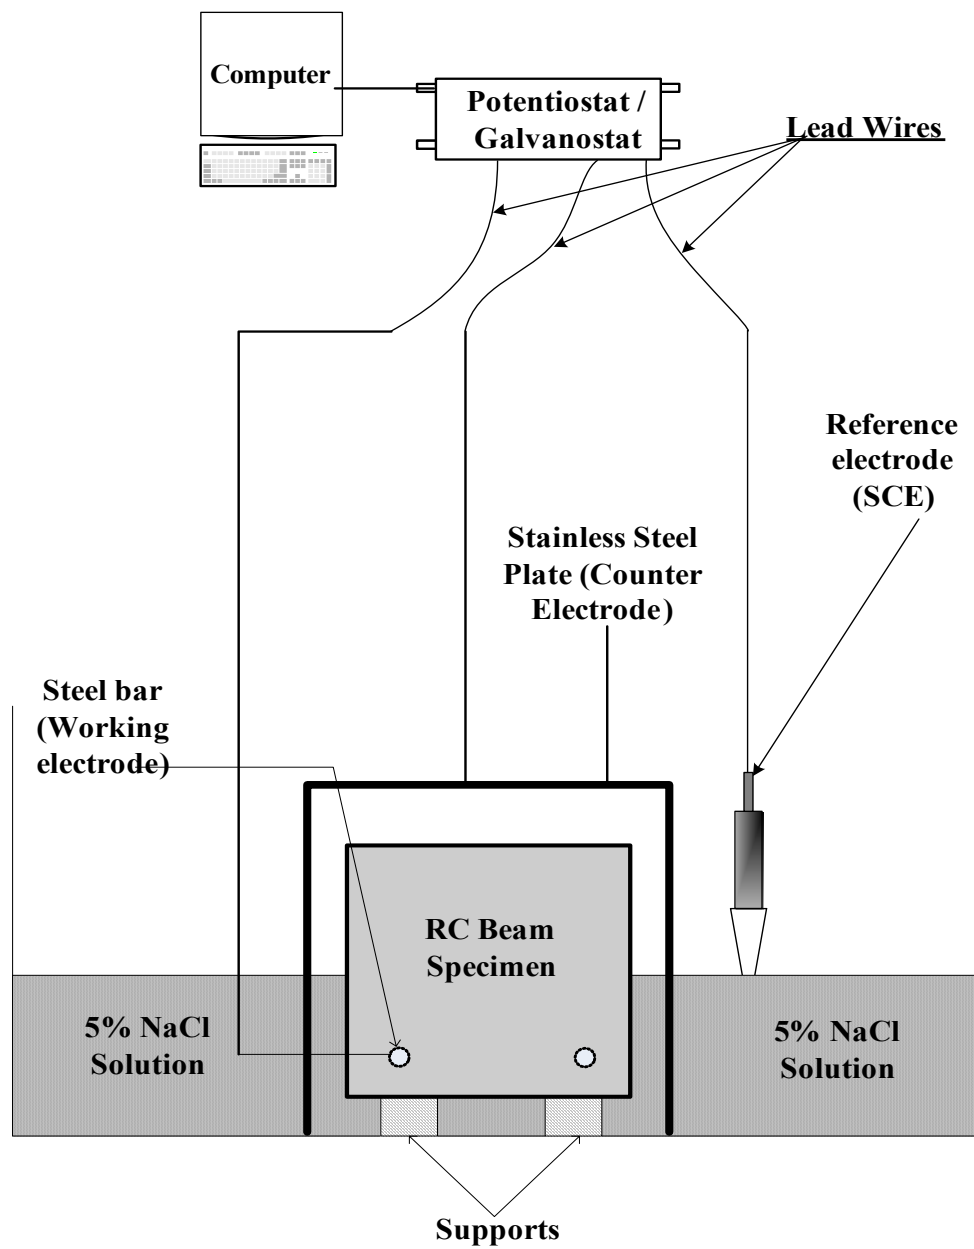 Computer
Potentiostat /
Galvanostat
Lead Wires
Reference
electrode
(SCE)
Stainless Steel
Plate (Counter
Electrode)
Steel bar
(Working
electrode)
RC Beam
Specimen
5% NaCl
Solution
5% NaCl
Solution
Supports